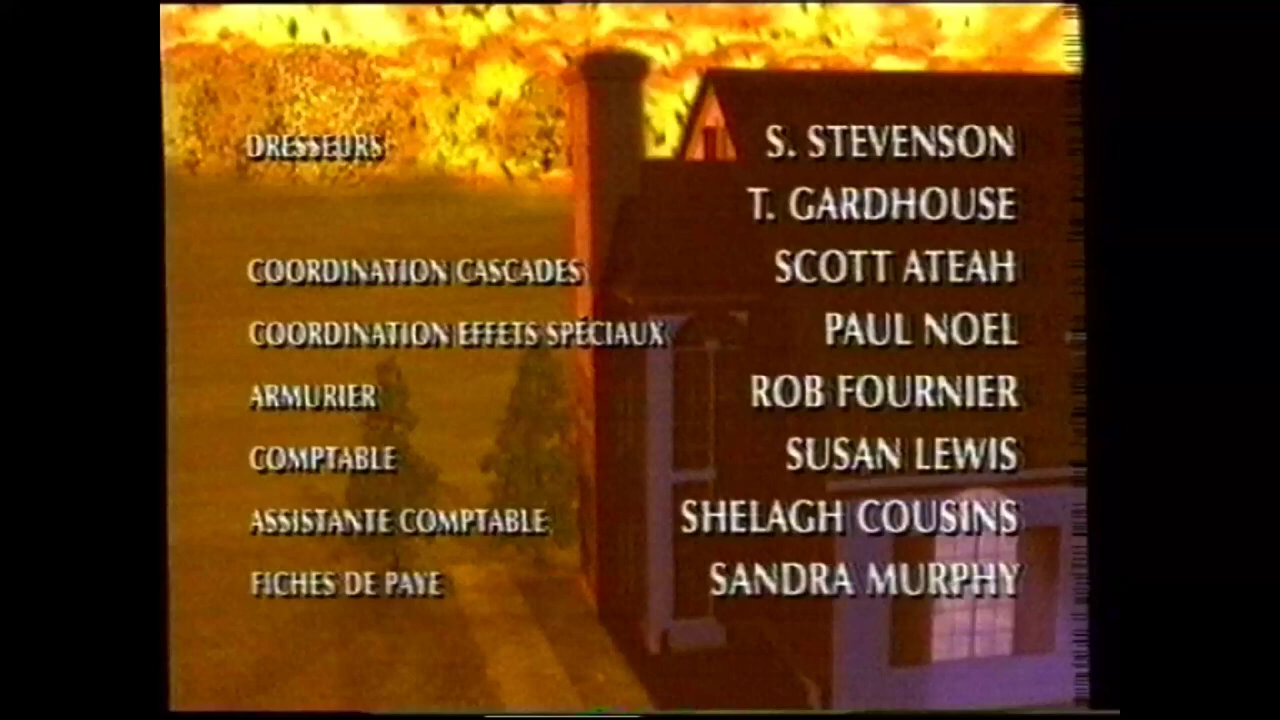 DRESSEURS S. STEVENSON
T. GARDHOUSE
COORDINATION CASCADES SCOTT ATEAH
COORDINATION EFFETS SPÉCIAUX PAUL NOEL
ARMURIER ROB FOURNIER
COMPTABLE SUSAN LEWIS
ASSISTANTE COMPTABLE SHELAGH COUSINS
FICHES DE PAYE SANDRA MURPHY